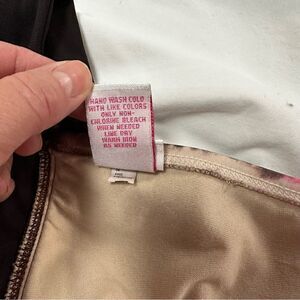 HAND WASH COLD
WITH LIKE COLORS
ONLY NON-
CHLORINE BLEACH
WHEN NEEDED
LINE DRY
WARM IRON
AS NEEDED